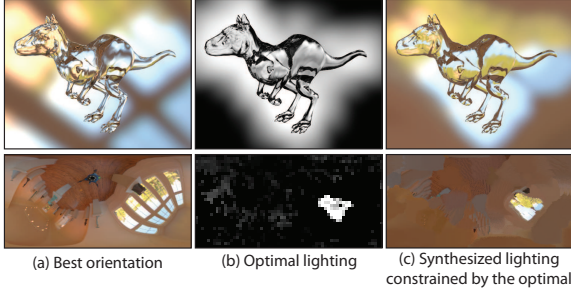 (a) Best orientation
(b) Optimal lighting
(c) Synthesized lighting
constrained by the optimal